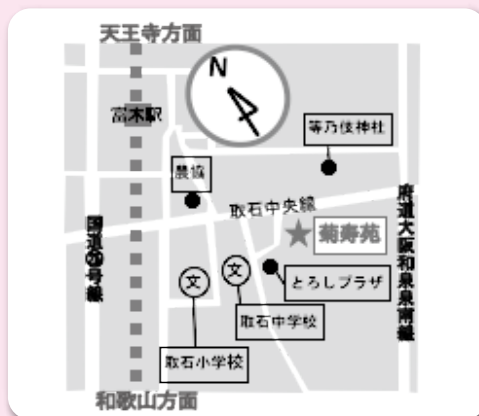 天王寺方面
N
富木駅
等乃伎神社
農協
取石中央線
菊寿苑
国道26号線
府道大阪和泉泉南線
文
文
とろしプラザ
取石中学校
取石小学校
和歌山方面